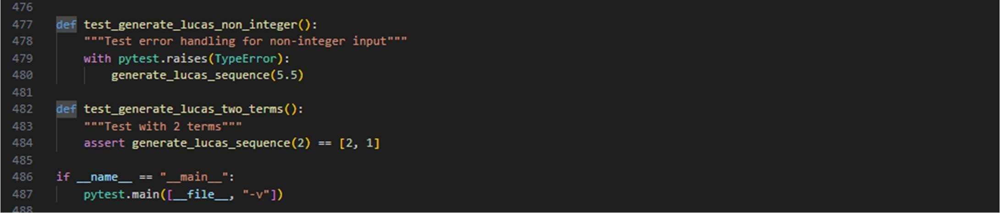 476
477 def test_generate_lucas_non_integer():
478     """Test error handling for non-integer input"""
479     with pytest.raises(TypeError):
480         generate_lucas_sequence(5.5)
481
482 def test_generate_lucas_two_terms():
483     """Test with 2 terms"""
484     assert generate_lucas_sequence(2) == [2, 1]
485
486 if __name__ == "__main__":
487     pytest.main([__file__, "-v"])
488